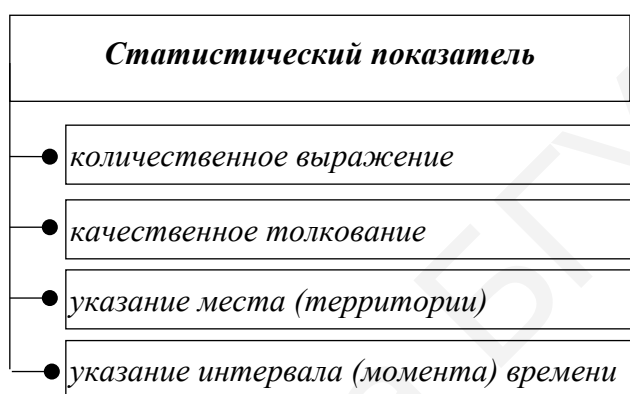 Статистический показатель
количественное выражение
качественное толкование
указание места (территории)
указание интервала (момента) времени